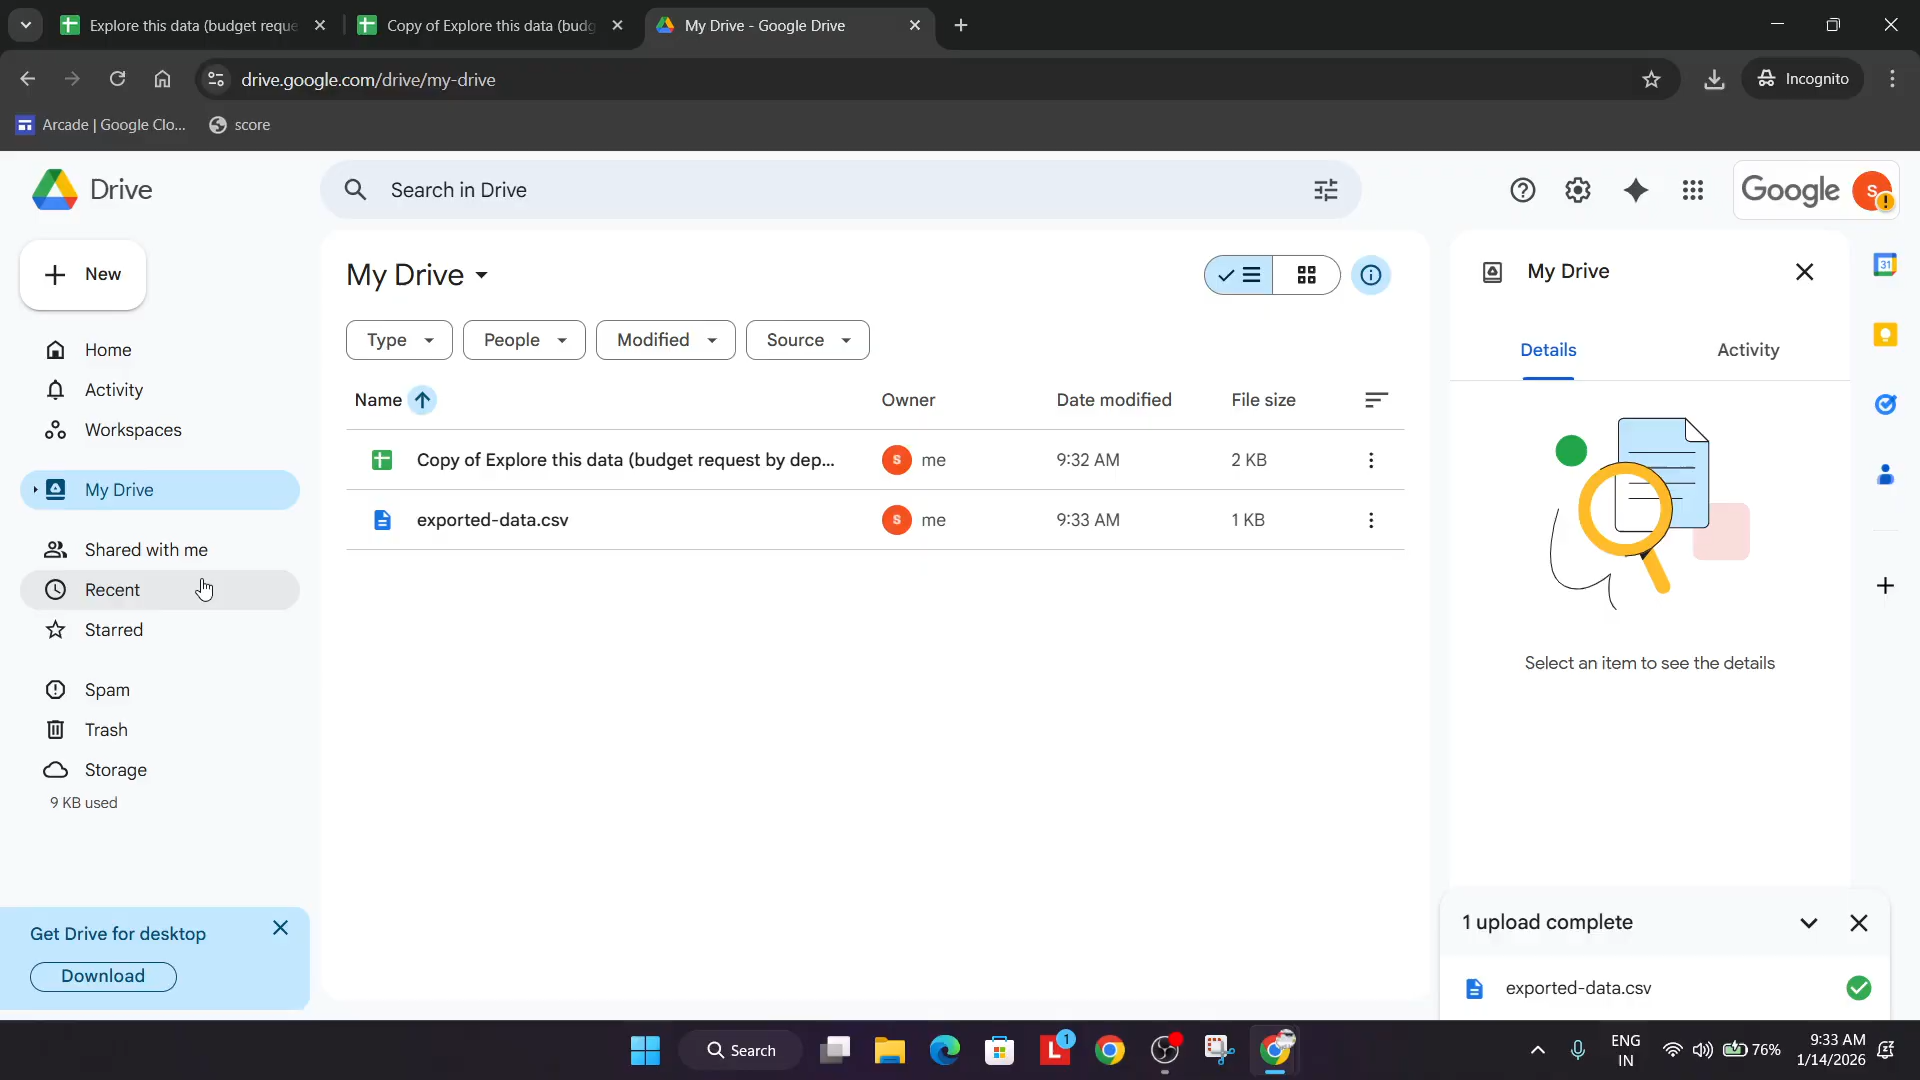 Explore this data (budget reque
Copy of Explore this data (budg
My Drive - Google Drive
drive.google.com/drive/my-drive
Incognito
Arcade | Google Clo...
score
Drive
Search in Drive
Google
S
New
My Drive
My Drive
Type
People
Modified
Source
Details
Activity
Home
Activity
Workspaces
My Drive
Shared with me
Recent
Starred
Spam
Trash
Storage
9 KB used
Name
Owner
Date modified
File size
Copy of Explore this data (budget request by dep...
S
me
9:32 AM
2 KB
exported-data.csv
S
me
9:33 AM
1 KB
31
Select an item to see the details
Get Drive for desktop
Download
1 upload complete
exported-data.csv
Search
L
1
ENG
IN
76%
9:33 AM
1/14/2026